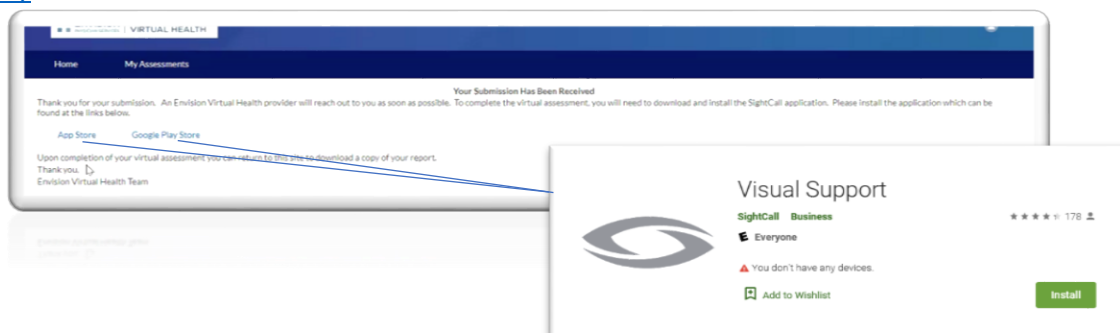 VIRTUAL HEALTH
Home My Assessments
Your Submission Has Been Received
Thank you for your submission. An Envision Virtual Health provider will reach out to you as soon as possible. To complete the virtual assessment, you will need to download and install the SightCall application. Please install the application which can be
found at the links below.
App Store Google Play Store
Upon completion of your virtual assessment you can return to this site to download a copy of your report.
Thank you.
Envision Virtual Health Team
Visual Support
SightCall Business
178
E Everyone
You don't have any devices.
Add to Wishlist
Install